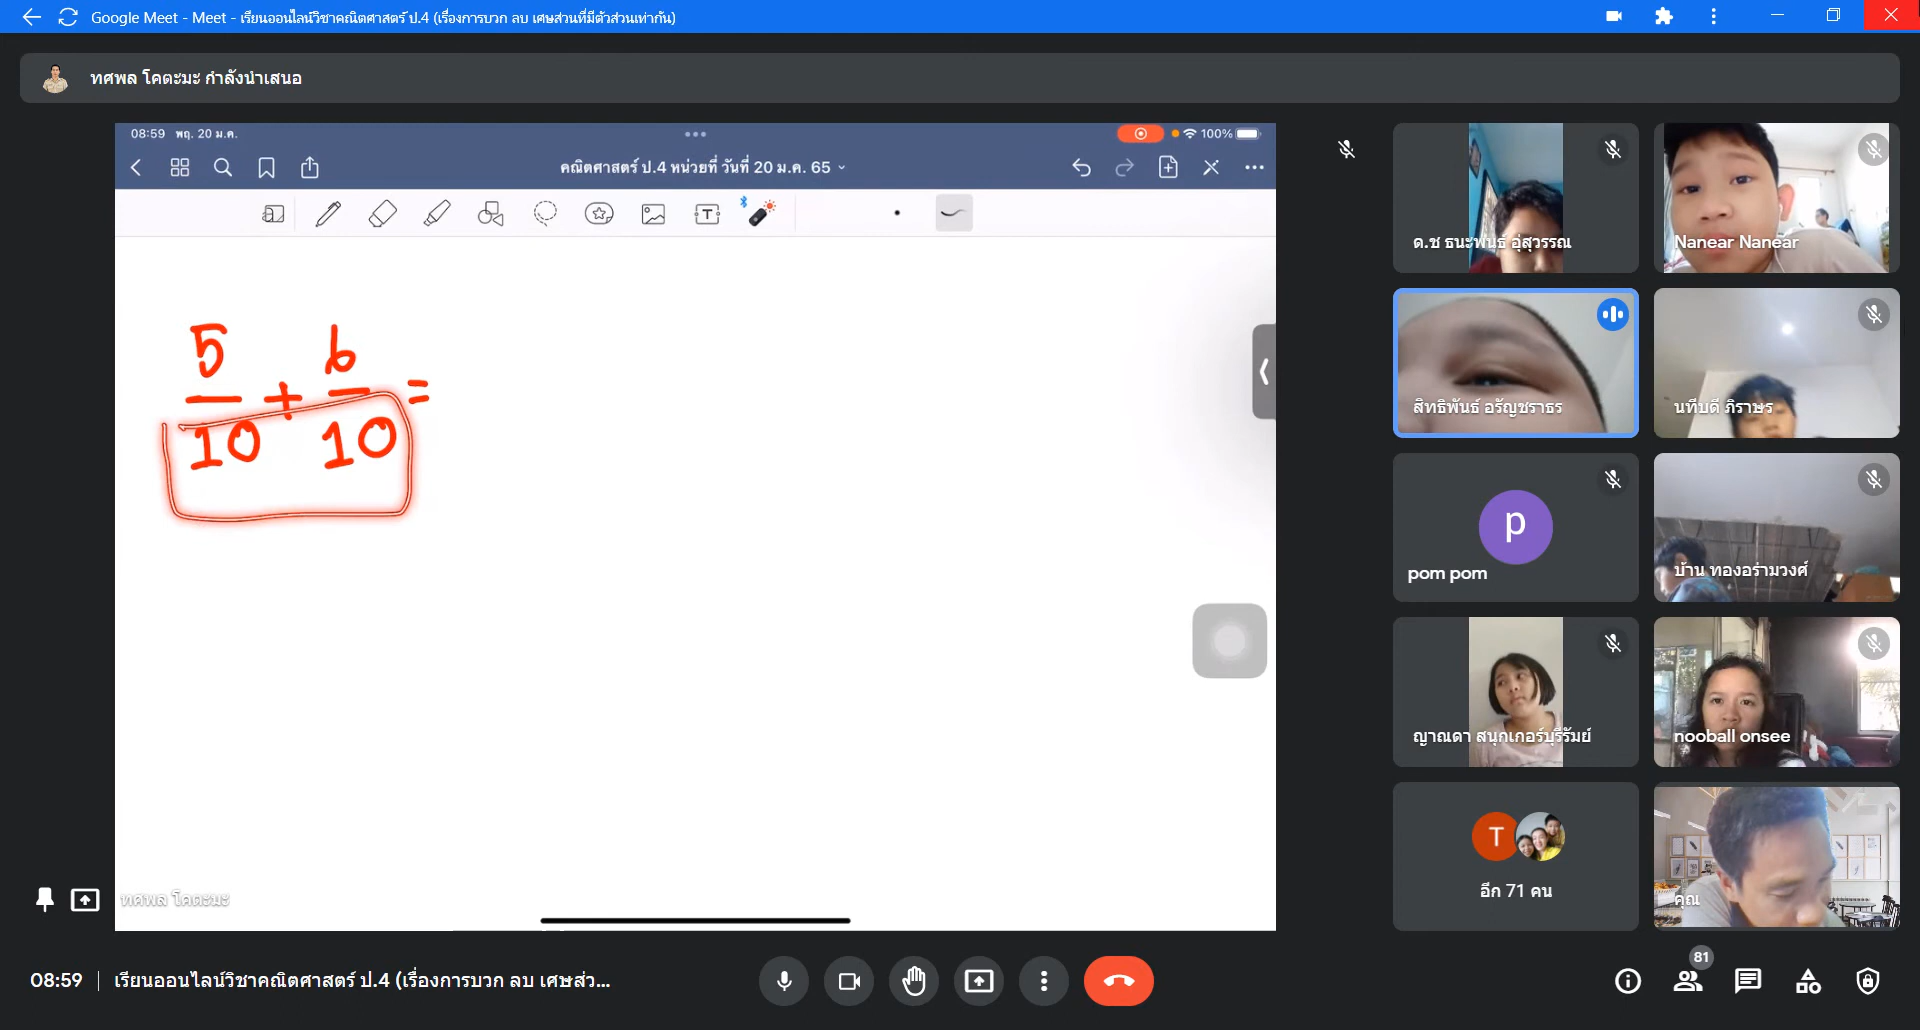 Google Meet - Meet - เรียนออนไลน์วิชาคณิตศาสตร์ ป.4 (เรื่องการบวก ลบ เศษส่วนที่มีตัวส่วนเท่ากัน)
ทศพล โคตะมะ กำลังนำเสนอ
08:59 พฤ. 20 ม.ค.
100%
คณิตศาสตร์ ป.4 หน่วยที่ วันที่ 20 ม.ค. 65
T
5 6
+ =
10 10
ทศพล โคตะมะ
ด.ช ธนะพันธ์ อุ่สุวรรณ
Nanear Nanear
สิทธิพันธ์ อรัญชราธร
นทีบดี ภิราษร
p
pom pom
บ้าน ทองอร่ามวงศ์
ญาณดา สนุกเกอร์บุรีรัมย์
nooball onsee
T
อีก 71 คน
คุณ
08:59 | เรียนออนไลน์วิชาคณิตศาสตร์ ป.4 (เรื่องการบวก ลบ เศษส่ว...
81